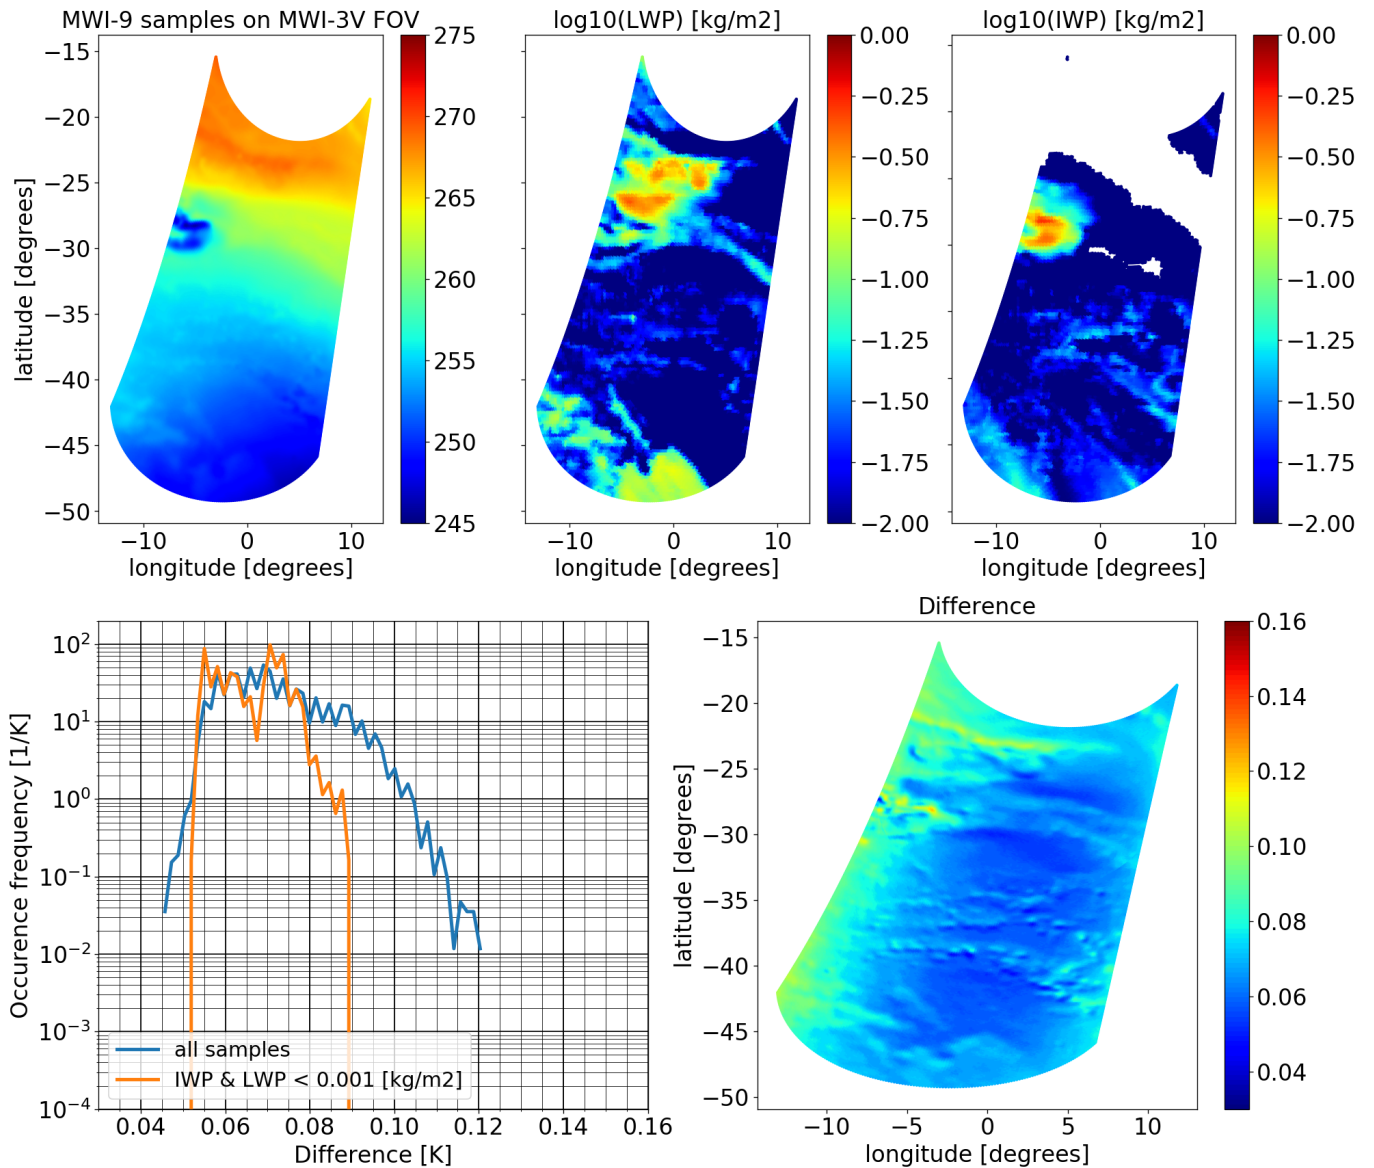 MWI-9 samples on MWI-3V FOV
log10(LWP) [kg/m2]
log10(IWP) [kg/m2]
−15
−20
−25
−30
−35
−40
−45
−50
latitude [degrees]
−10 0 10
longitude [degrees]
275
270
265
260
255
250
245
−10 0 10
longitude [degrees]
0.00
−0.25
−0.50
−0.75
−1.00
−1.25
−1.50
−1.75
−2.00
−10 0 10
longitude [degrees]
0.00
−0.25
−0.50
−0.75
−1.00
−1.25
−1.50
−1.75
−2.00
Occurence frequency [1/K]
10²
10¹
10⁰
10⁻¹
10⁻²
10⁻³
10⁻⁴
all samples
IWP & LWP < 0.001 [kg/m2]
0.04 0.06 0.08 0.10 0.12 0.14 0.16
Difference [K]
Difference
latitude [degrees]
−15
−20
−25
−30
−35
−40
−45
−50
−10 −5 0 5 10
longitude [degrees]
0.16
0.14
0.12
0.10
0.08
0.06
0.04